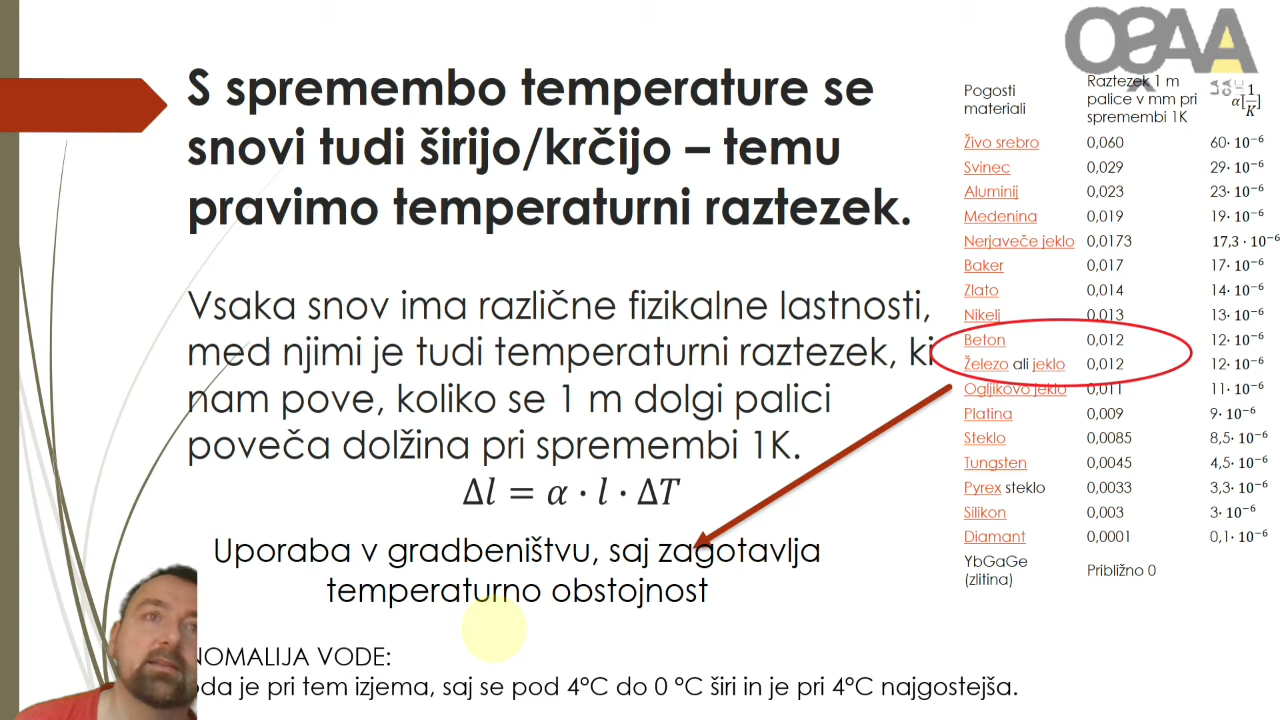 OSAA
S spremembo temperature se
snovi tudi širijo/krčijo – temu
pravimo temperaturni raztezek.
Vsaka snov ima različne fizikalne lastnosti,
med njimi je tudi temperaturni raztezek, ki
nam pove, koliko se 1 m dolgi palici
poveča dolžina pri spremembi 1K.
Δl = α · l · ΔT
Uporaba v gradbeništvu, saj zagotavlja
temperaturno obstojnost
NOMALIJA VODE:
oda je pri tem izjema, saj se pod 4°C do 0 °C širi in je pri 4°C najgostejša.
Pogosti materiali Raztezek 1 m palice v mm pri spremembi 1K α[1/K]
Živo srebro 0,060 60· 10⁻⁶
Svinec 0,029 29· 10⁻⁶
Aluminij 0,023 23· 10⁻⁶
Medenina 0,019 19· 10⁻⁶
Nerjaveče jeklo 0,0173 17,3 · 10⁻⁶
Baker 0,017 17· 10⁻⁶
Zlato 0,014 14· 10⁻⁶
Nikelj 0,013 13· 10⁻⁶
Beton 0,012 12· 10⁻⁶
Železo ali jeklo 0,012 12· 10⁻⁶
Ogljikovo jeklo 0,011 11· 10⁻⁶
Platina 0,009 9· 10⁻⁶
Steklo 0,0085 8,5· 10⁻⁶
Tungsten 0,0045 4,5· 10⁻⁶
Pyrex steklo 0,0033 3,3· 10⁻⁶
Silikon 0,003 3· 10⁻⁶
Diamant 0,0001 0,1· 10⁻⁶
YbGaGe (zlitina) Približno 0